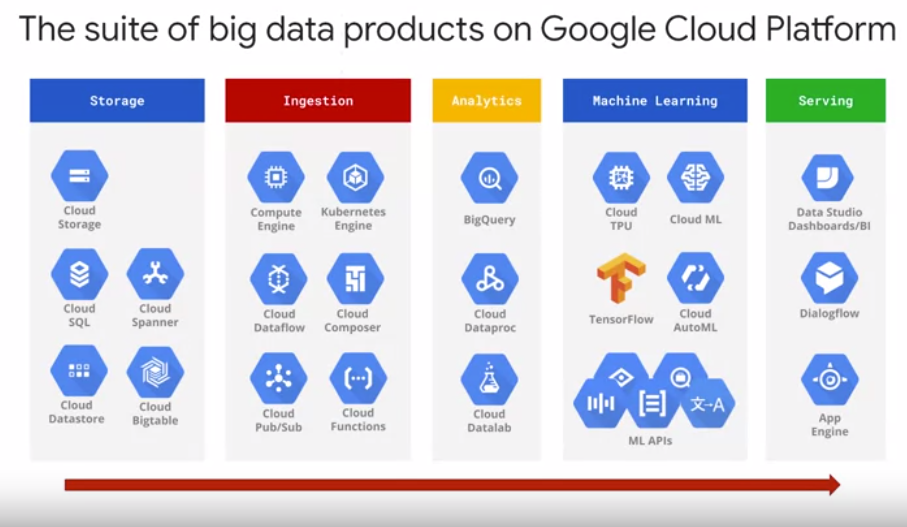 The suite of big data products on Google Cloud Platform
Storage
Cloud
Storage
Cloud
SQL
Cloud
Spanner
Cloud
Datastore
Cloud
Bigtable
Ingestion
Compute
Engine
Kubernetes
Engine
Cloud
Dataflow
Cloud
Composer
Cloud
Pub/Sub
Cloud
Functions
Analytics
BigQuery
Cloud
Dataproc
Cloud
Datalab
Machine Learning
Cloud
TPU
Cloud ML
TensorFlow
Cloud
AutoML
文→A
ML APIs
Serving
Data Studio
Dashboards/BI
Dialogflow
App
Engine